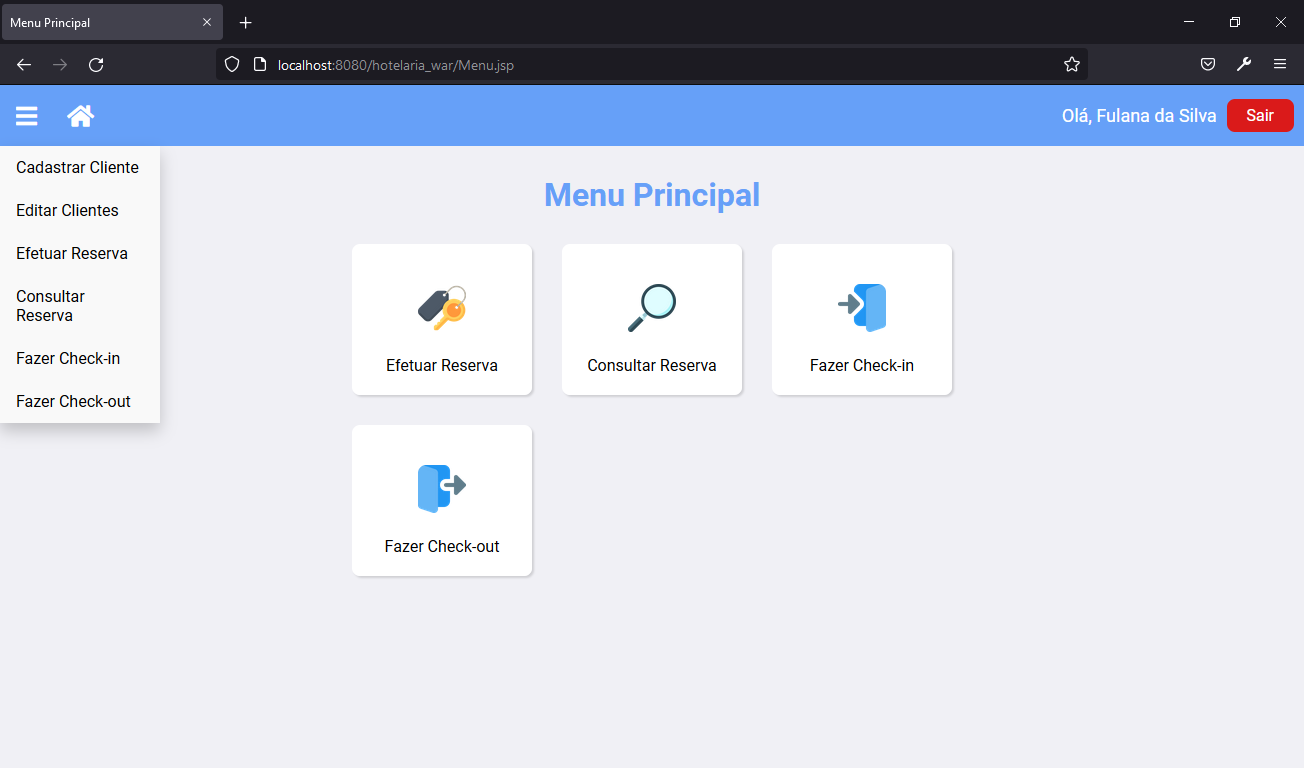 Menu Principal
localhost:8080/hotelaria_war/Menu.jsp
Olá, Fulana da Silva
Sair
Cadastrar Cliente
Editar Clientes
Efetuar Reserva
Consultar
Reserva
Fazer Check-in
Fazer Check-out
Menu Principal
Efetuar Reserva
Consultar Reserva
Fazer Check-in
Fazer Check-out